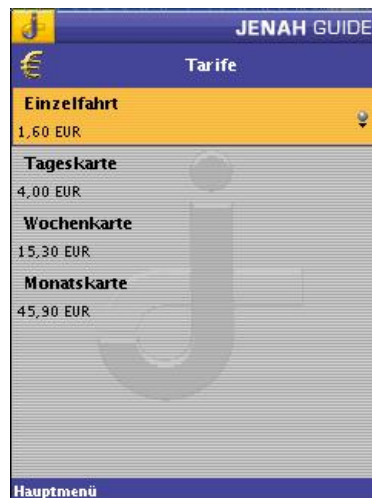 JENAH GUIDE
€ Tarife
Einzelfahrt
1,60 EUR
Tageskarte
4,00 EUR
Wochenkarte
15,30 EUR
Monatskarte
45,90 EUR
Hauptmenü